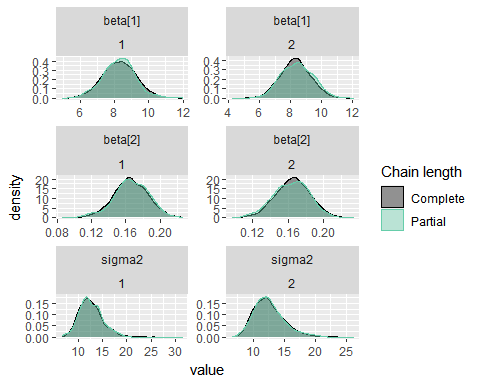 beta[1] beta[1]
1 2
0.4 0.4
0.3 0.3
0.2 0.2
0.1 0.1
0.0 0.0
6 8 10 12 4 6 8 10 12
beta[2] beta[2]
1 2
20 20
15 15
10 10
5 5
0 0
0.08 0.12 0.16 0.20 0.12 0.16 0.20
sigma2 sigma2
1 2
0.15 0.15
0.10 0.10
0.05 0.05
0.00 0.00
10 15 20 25 30 10 15 20 25
density
value
Chain length
Complete
Partial